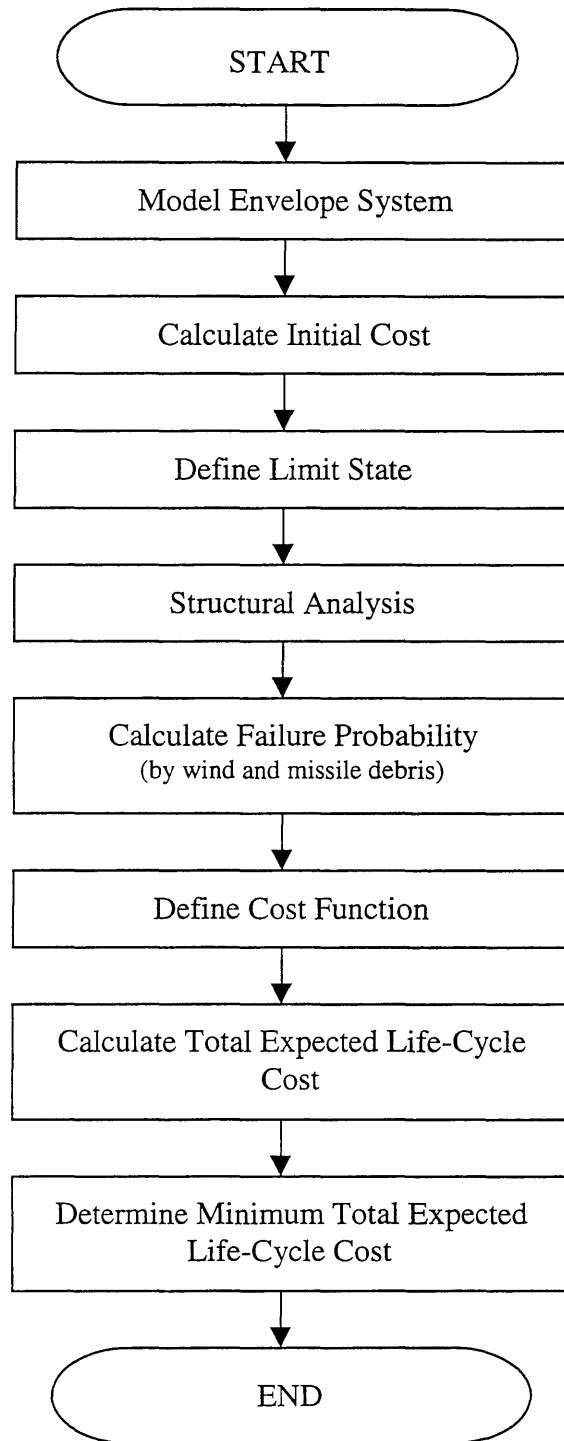 START
Model Envelope System
Calculate Initial Cost
Define Limit State
Structural Analysis
Calculate Failure Probability
(by wind and missile debris)
Define Cost Function
Calculate Total Expected Life-Cycle
Cost
Determine Minimum Total Expected
Life-Cycle Cost
END